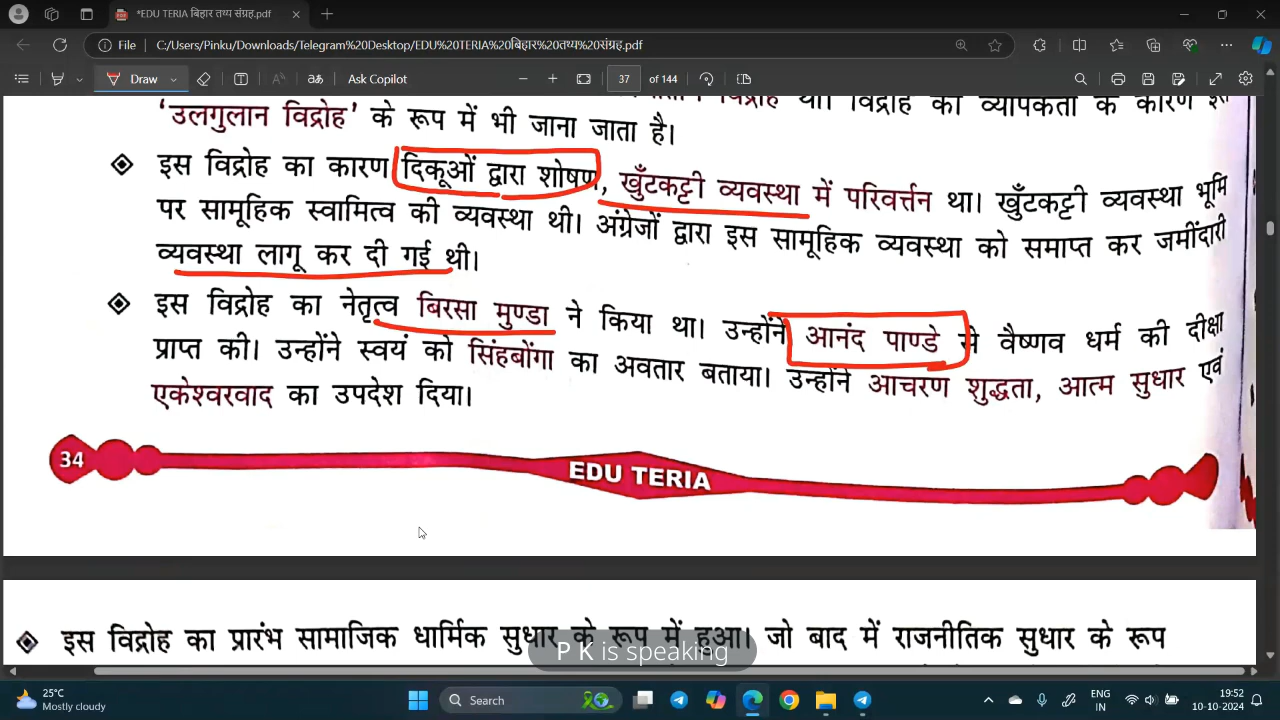 *EDU TERIA बिहार तथ्य संग्रह.pdf
File C:/Users/Pinku/Downloads/Telegram%20Desktop/EDU%20TERIA%20बिहार%20तथ्य%20संग्रह.pdf
Draw Ask Copilot 37 of 144
विद्रोह था। विद्रोह की व्यापकता के कारण इसे
'उलगुलान विद्रोह' के रूप में भी जाना जाता है।
इस विद्रोह का कारण दिकूओं द्वारा शोषण, खुँटकट्टी व्यवस्था में परिवर्त्तन था। खुँटकट्टी व्यवस्था भूमि
पर सामूहिक स्वामित्व की व्यवस्था थी। अंग्रेजों द्वारा इस सामूहिक व्यवस्था को समाप्त कर जमींदारी
व्यवस्था लागू कर दी गई थी।
इस विद्रोह का नेतृत्व बिरसा मुण्डा ने किया था। उन्होंने आनंद पाण्डे से वैष्णव धर्म की दीक्षा
प्राप्त की। उन्होंने स्वयं को सिंहबोंगा का अवतार बताया। उन्होंने आचरण शुद्धता, आत्म सुधार एवं
एकेश्वरवाद का उपदेश दिया।
34
EDU TERIA
इस विद्रोह का प्रारंभ सामाजिक धार्मिक सुधार के रूप में हुआ। जो बाद में राजनीतिक सुधार के रूप
P K is speaking
25°C
Mostly cloudy
Search
ENG
IN
19:52
10-10-2024